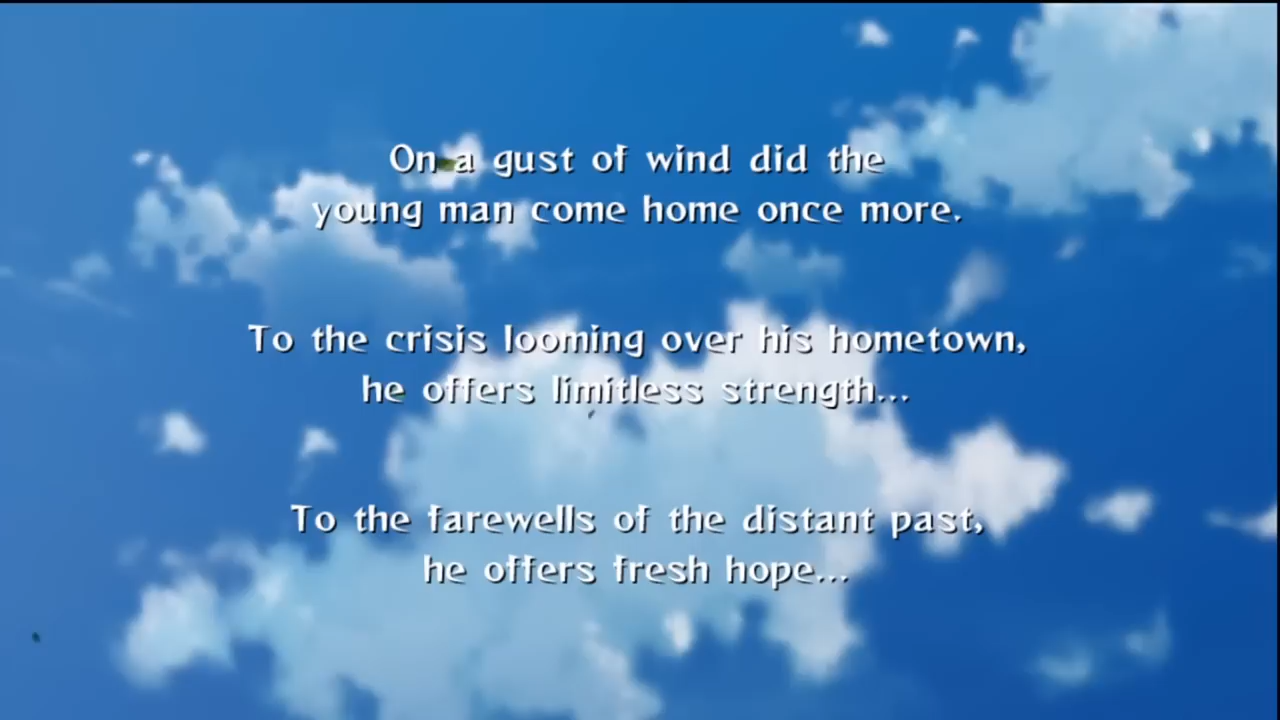 On a gust of wind did the
young man come home once more.
To the crisis looming over his hometown,
he offers limitless strength...
To the farewells of the distant past,
he offers fresh hope...